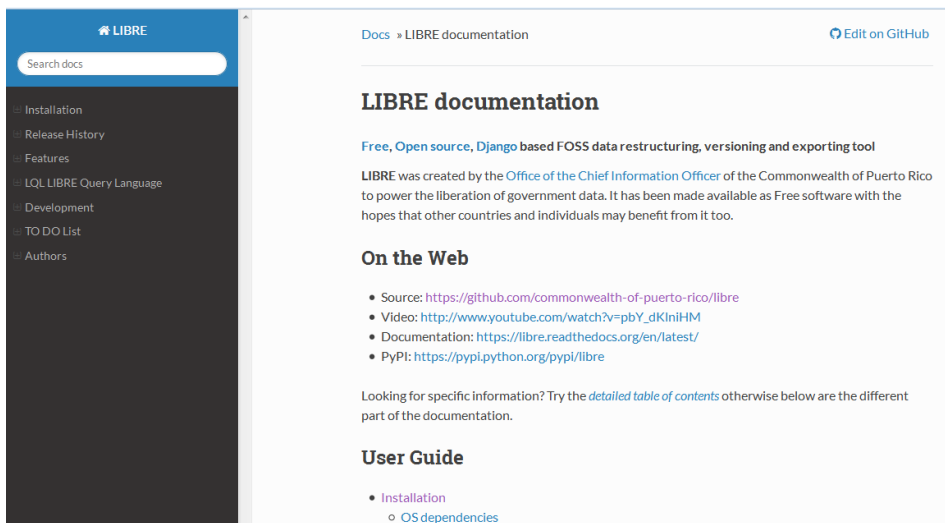 LIBRE
Search docs
Installation
Release History
Features
LQL LIBRE Query Language
Development
TO DO List
Authors
Docs » LIBRE documentation
Edit on GitHub
LIBRE documentation
Free, Open source, Django based FOSS data restructuring, versioning and exporting tool
LIBRE was created by the Office of the Chief Information Officer of the Commonwealth of Puerto Rico
to power the liberation of government data. It has been made available as Free software with the
hopes that other countries and individuals may benefit from it too.
On the Web
• Source: https://github.com/commonwealth-of-puerto-rico/libre
• Video: http://www.youtube.com/watch?v=pbY_dKlniHM
• Documentation: https://libre.readthedocs.org/en/latest/
• PyPI: https://pypi.python.org/pypi/libre
Looking for specific information? Try the detailed table of contents otherwise below are the different
part of the documentation.
User Guide
• Installation
○ OS dependencies